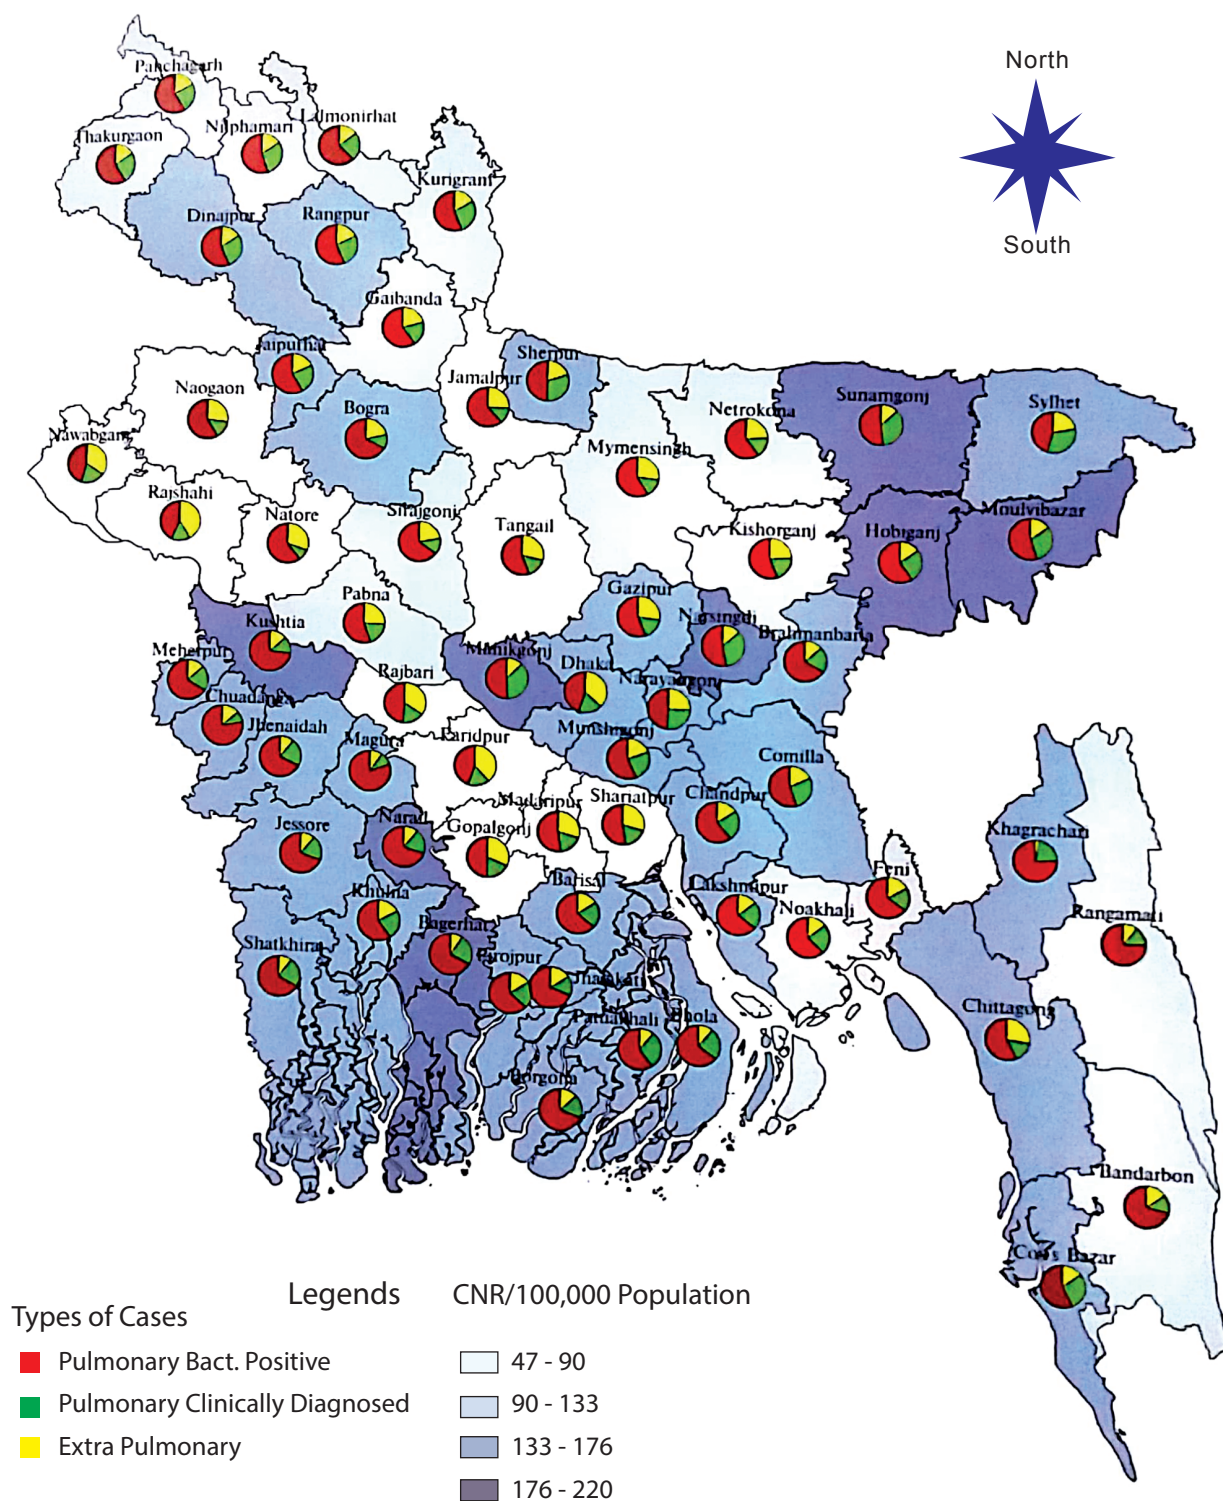 North
South
Panchagarh
Thakurgaon
Nilphamari
Lalmonirhat
Kurigram
Dinajpur
Rangpur
Gaibanda
Jaipurhat
Sherpur
Naogaon
Bogra
Jamalpur
Netrokona
Sunamgonj
Sylhet
Nawabganj
Mymensingh
Rajshahi
Natore
Sirajgonj
Tangail
Kishorganj
Hobiganj
Moulvibazar
Pabna
Gazipur
Kushtia
Narsingdi
Brahmanbaria
Meherpur
Rajbari
Manikgonj
Dhaka
Narayangonj
Chuadanga
Jhenaidah
Magura
Faridpur
Munshigonj
Comilla
Jessore
Narail
Gopalgonj
Madaripur
Shariatpur
Chandpur
Khagrachari
Khulna
Barisal
Lakshmipur
Noakhali
Feni
Rangamati
Shatkhira
Bagerhat
Pirojpur
Jhalokati
Patuakhali
Bhola
Chittagong
Borgona
Bandarbon
Cox's Bazar
Legends
CNR/100,000 Population
Types of Cases
Pulmonary Bact. Positive
47 - 90
Pulmonary Clinically Diagnosed
90 - 133
Extra Pulmonary
133 - 176
176 - 220